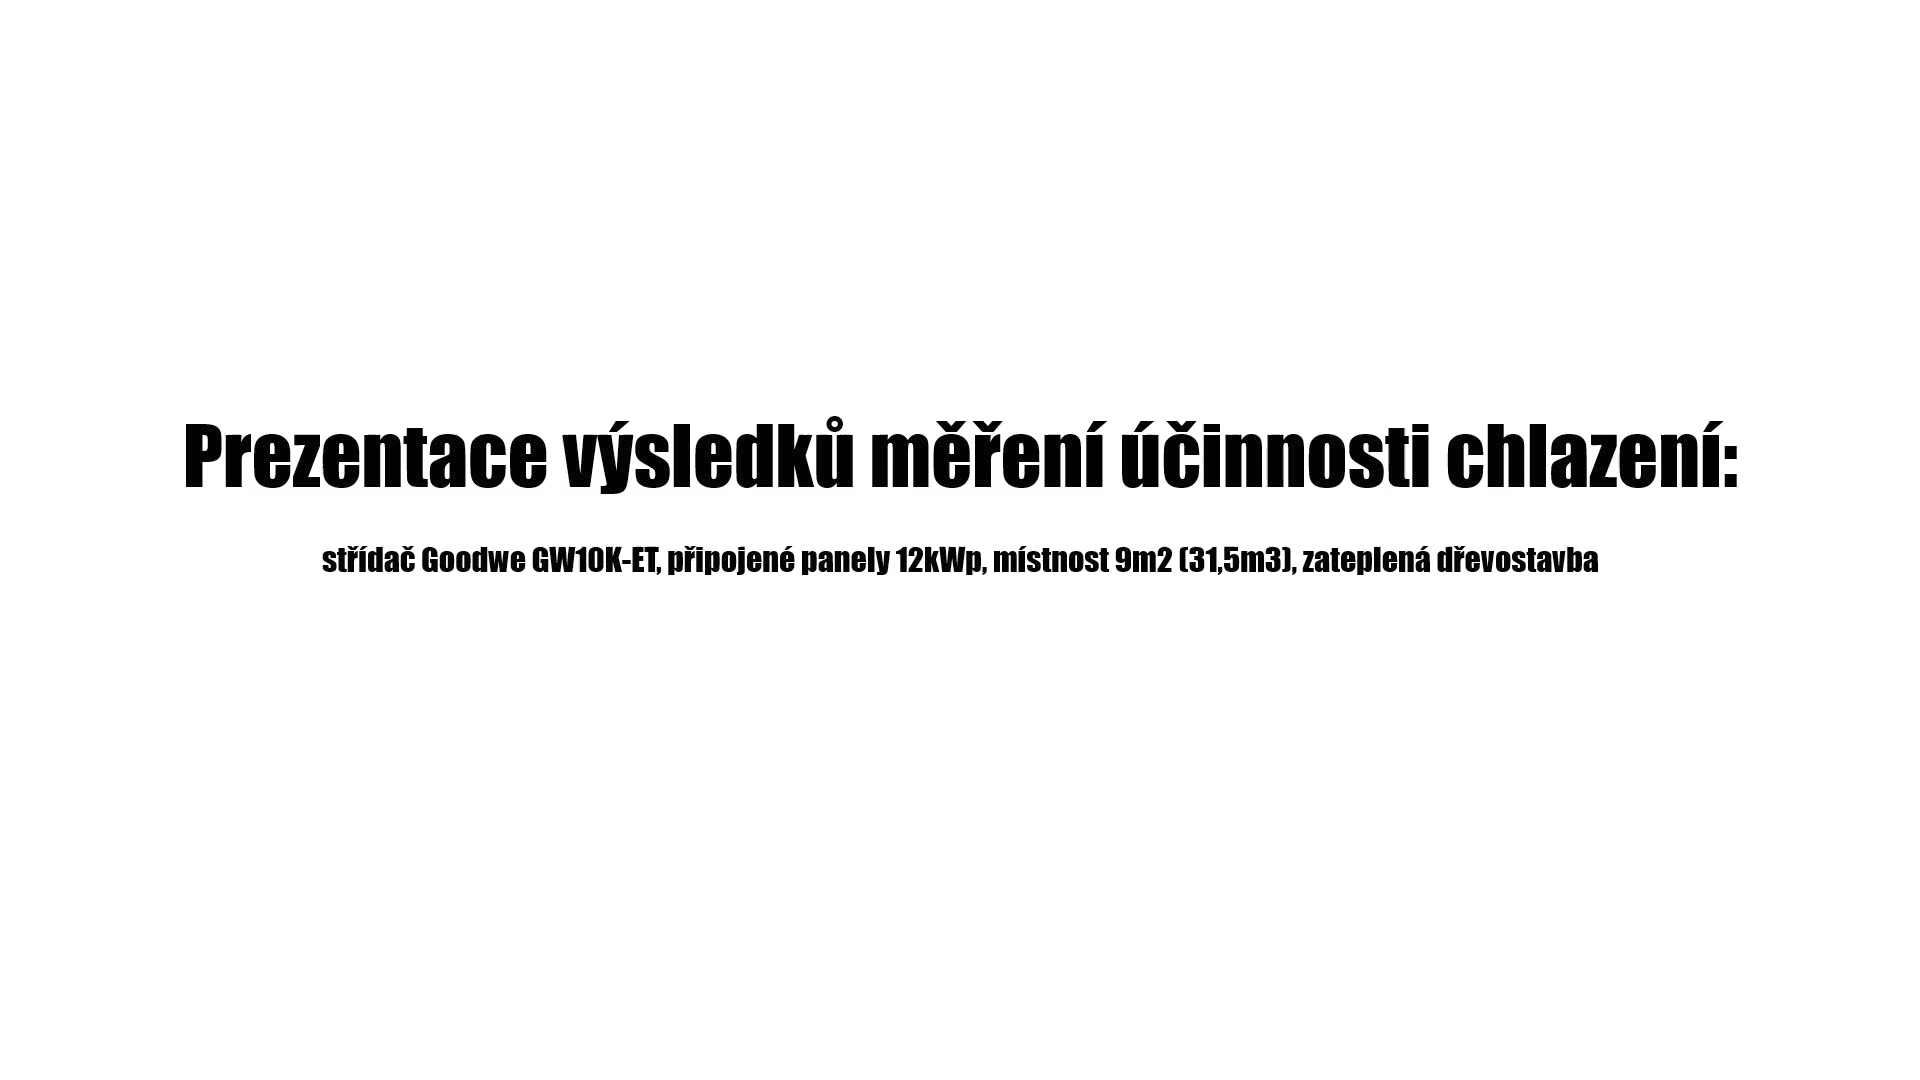 Prezentace výsledků měření účinnosti chlazení:
střídač Goodwe GW10K-ET, připojené panely 12kWp, místnost 9m2 (31,5m3), zateplená dřevostavba